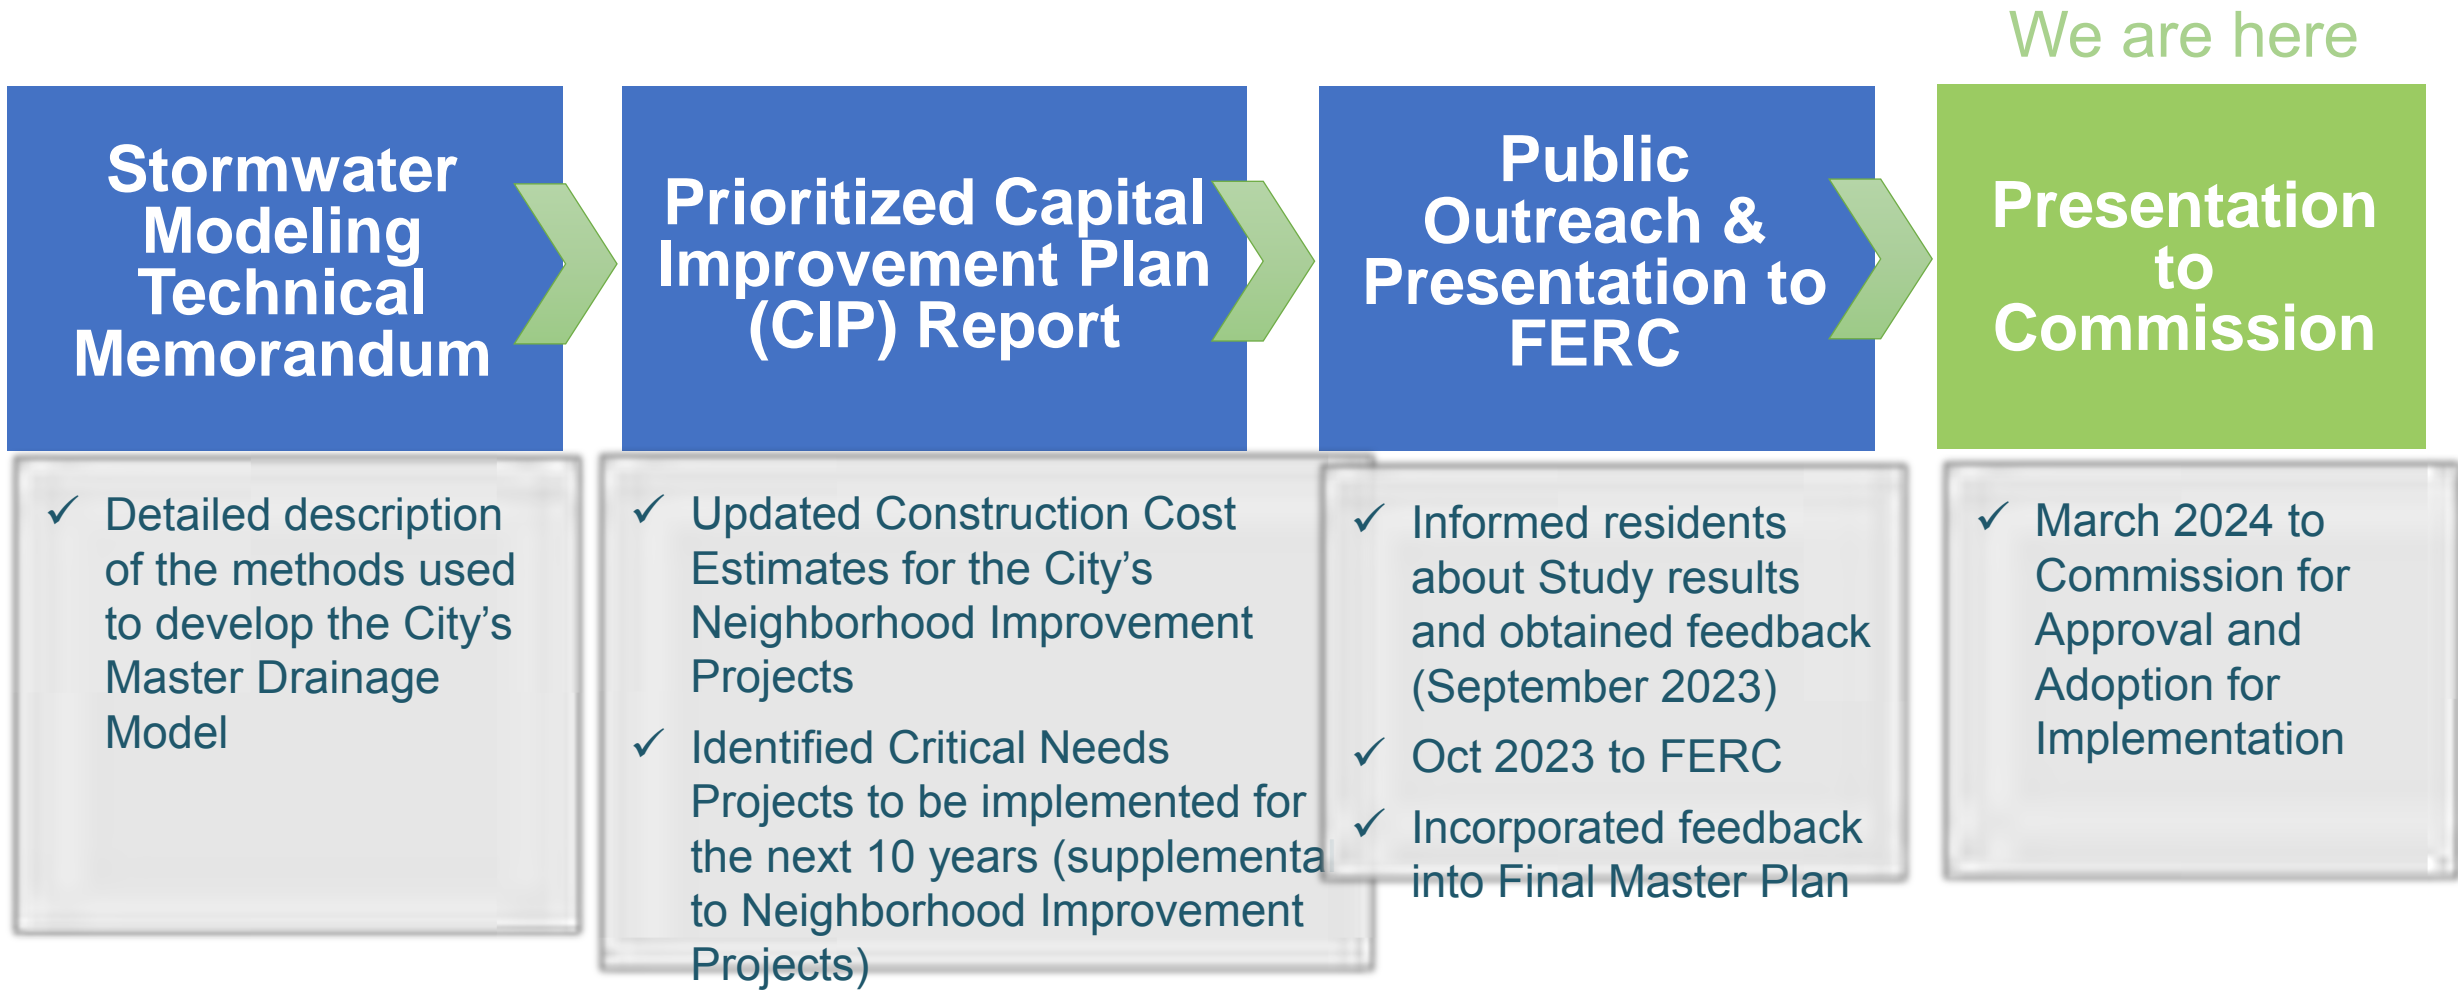 We are here
Stormwater
Modeling
Technical
Memorandum
Prioritized Capital
Improvement Plan
(CIP) Report
Public
Outreach &
Presentation to
FERC
Presentation
to
Commission
✓ Detailed description
of the methods used
to develop the City’s
Master Drainage
Model
✓ Updated Construction Cost
Estimates for the City’s
Neighborhood Improvement
Projects
✓ Identified Critical Needs
Projects to be implemented for
the next 10 years (supplemental
to Neighborhood Improvement
Projects)
✓ Informed residents
about Study results
and obtained feedback
(September 2023)
✓ Oct 2023 to FERC
✓ Incorporated feedback
into Final Master Plan
✓ March 2024 to
Commission for
Approval and
Adoption for
Implementation